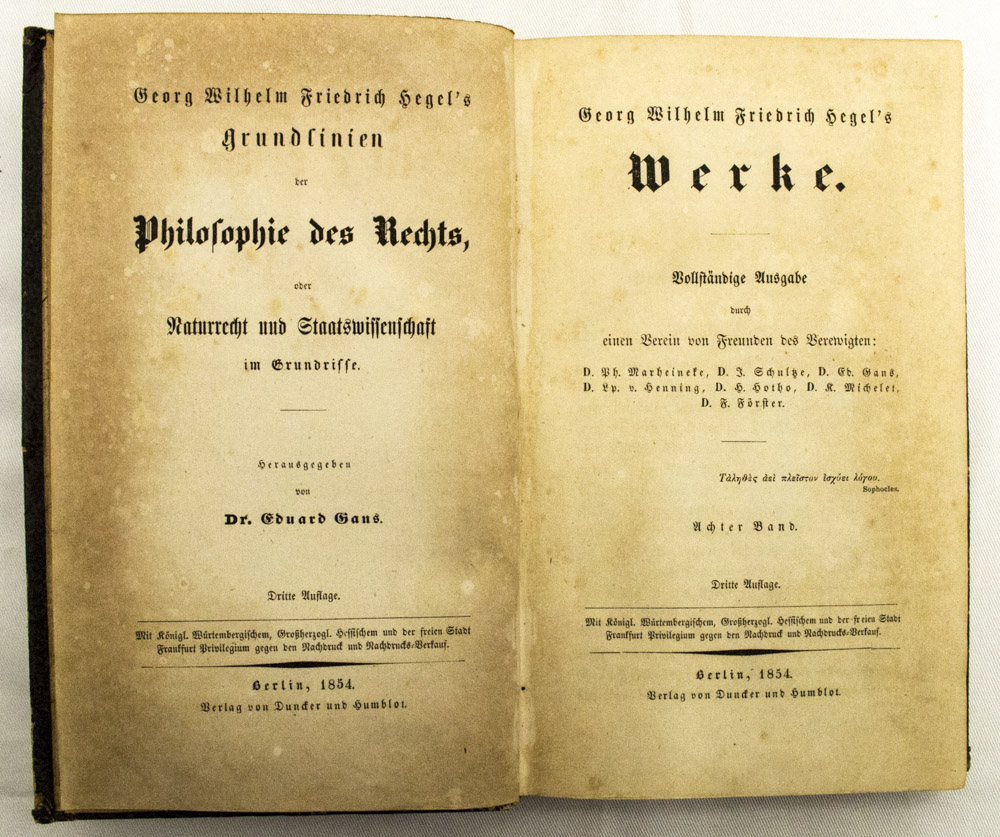 Georg Wilhelm Friedrich Hegel's
Grundlinien
der
Philoſophie des Rechts,
oder
Naturrecht und Staatswiſſenſchaft
im Grundriſſe.
Herausgegeben
von
Dr. Eduard Gans.
Dritte Auflage.
Mit Königl. Würtembergiſchem, Großherzogl. Heſſiſchem und der freien Stadt
Frankfurt Privilegium gegen den Nachdruck und Nachdrucks-Verkauf.
Berlin, 1854.
Verlag von Duncker und Humblot.
Georg Wilhelm Friedrich Hegel's
Werke.
Vollſtändige Ausgabe
durch
einen Verein von Freunden des Verewigten:
D. Ph. Marheineke, D. J. Schulze, D. Ed. Gans,
D. Lp. v. Henning, D. H. Hotho, D. K. Michelet,
D. F. Förſter.
Τἀληθὲς ἀεὶ πλεῖστον ἰσχύει λόγου.
Sophocles.
Achter Band.
Dritte Auflage.
Mit Königl. Würtembergiſchem, Großherzogl. Heſſiſchem und der freien Stadt
Frankfurt Privilegium gegen den Nachdruck und Nachdrucks-Verkauf.
Berlin, 1854.
Verlag von Duncker und Humblot.